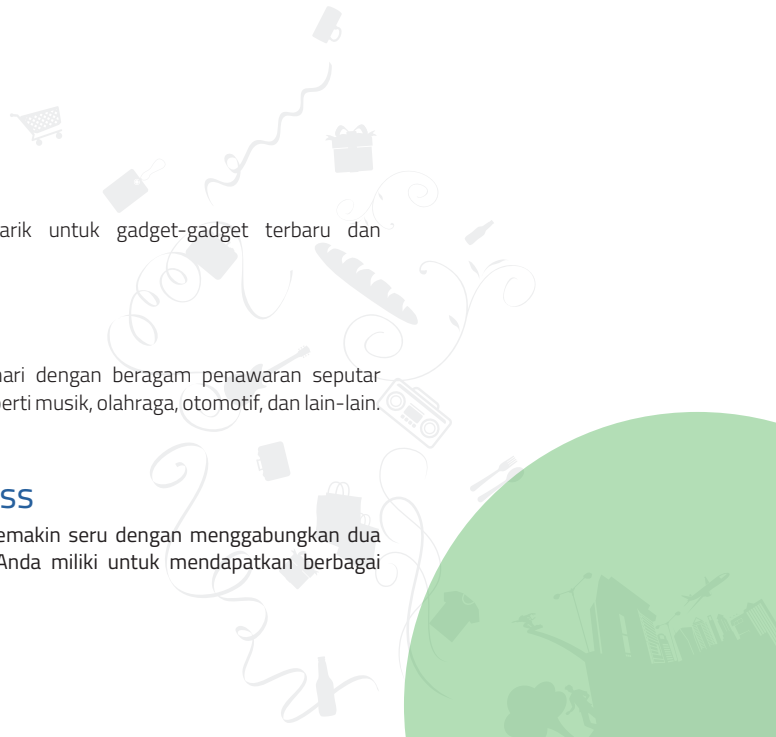 arik untuk gadget-gadget terbaru dan
hari dengan beragam penawaran seputar
erti musik, olahraga, otomotif, dan lain-lain.
ss
emakin seru dengan menggabungkan dua
Anda miliki untuk mendapatkan berbagai